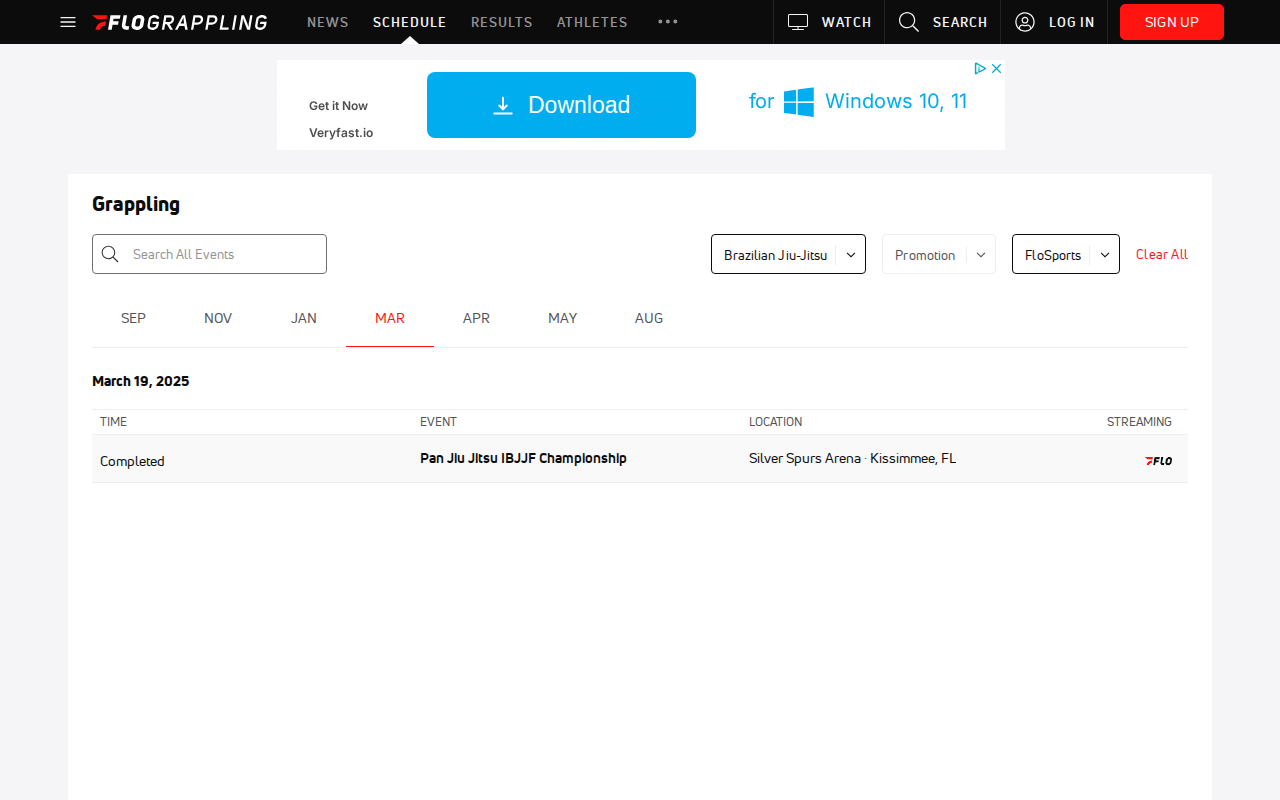 FLOGRAPPLING NEWS SCHEDULE RESULTS ATHLETES WATCH SEARCH LOG IN SIGN UP
Get it Now
Veryfast.io
Download
for Windows 10, 11
Grappling
Search All Events
Brazilian Jiu-Jitsu
Promotion
FloSports
Clear All
SEP NOV JAN MAR APR MAY AUG
March 19, 2025
TIME EVENT LOCATION STREAMING
Completed Pan Jiu Jitsu IBJJF Championship Silver Spurs Arena · Kissimmee, FL FLO